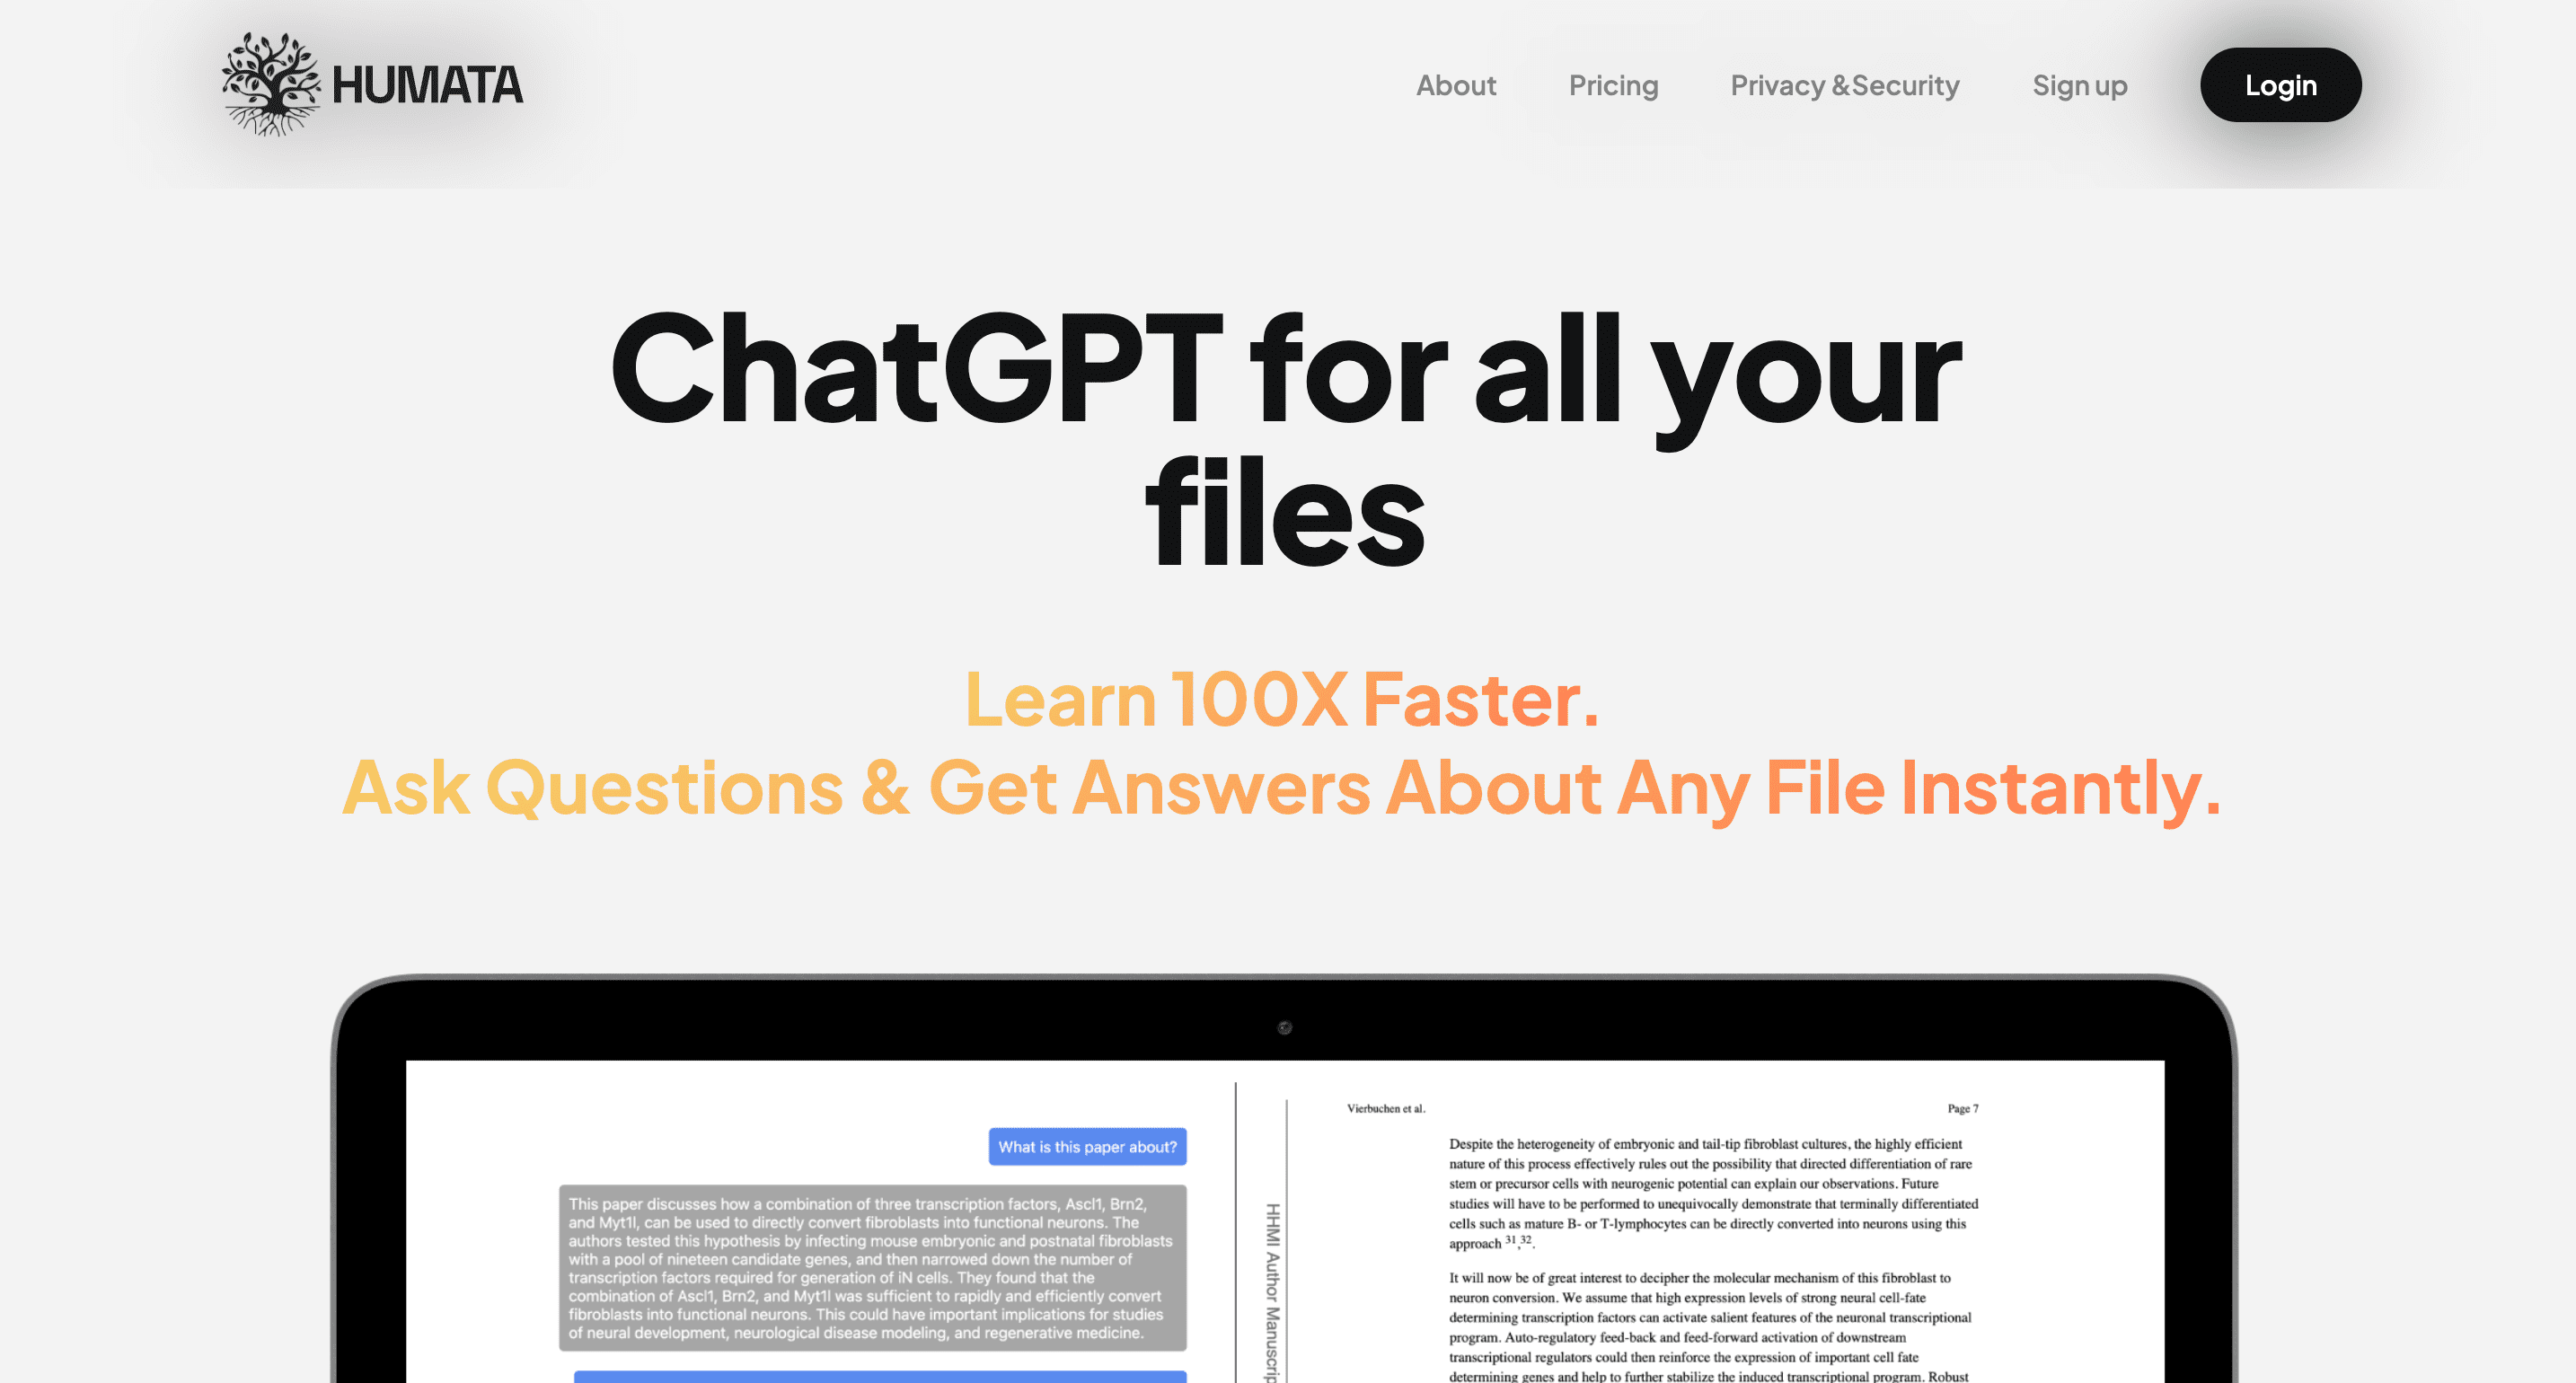 HUMATA
About
Pricing
Privacy &Security
Sign up
Login
ChatGPT for all your
files
Learn 100X Faster.
Ask Questions & Get Answers About Any File Instantly.
What is this paper about?
This paper discusses how a combination of three transcription factors, Ascl1, Brn2,
and Myt1l, can be used to directly convert fibroblasts into functional neurons. The
authors tested this hypothesis by infecting mouse embryonic and postnatal fibroblasts
with a pool of nineteen candidate genes, and then narrowed down the number of
transcription factors required for generation of iN cells. They found that the
combination of Ascl1, Brn2, and Myt1l was sufficient to rapidly and efficiently convert
fibroblasts into functional neurons. This could have important implications for studies
of neural development, neurological disease modeling, and regenerative medicine.
HHMI Author Manuscrip
Vierbuchen et al.
Page 7
Despite the heterogeneity of embryonic and tail-tip fibroblast cultures, the highly efficient
nature of this process effectively rules out the possibility that directed differentiation of rare
stem or precursor cells with neurogenic potential can explain our observations. Future
studies will have to be performed to unequivocally demonstrate that terminally differentiated
cells such as mature B- or T-lymphocytes can be directly converted into neurons using this
approach 31,32.
It will now be of great interest to decipher the molecular mechanism of this fibroblast to
neuron conversion. We assume that high expression levels of strong neural cell-fate
determining transcription factors can activate salient features of the neuronal transcriptional
program. Auto-regulatory feed-back and feed-forward activation of downstream
transcriptional regulators could then reinforce the expression of important cell fate
determining genes and help to further stabilize the induced transcriptional program. Robust